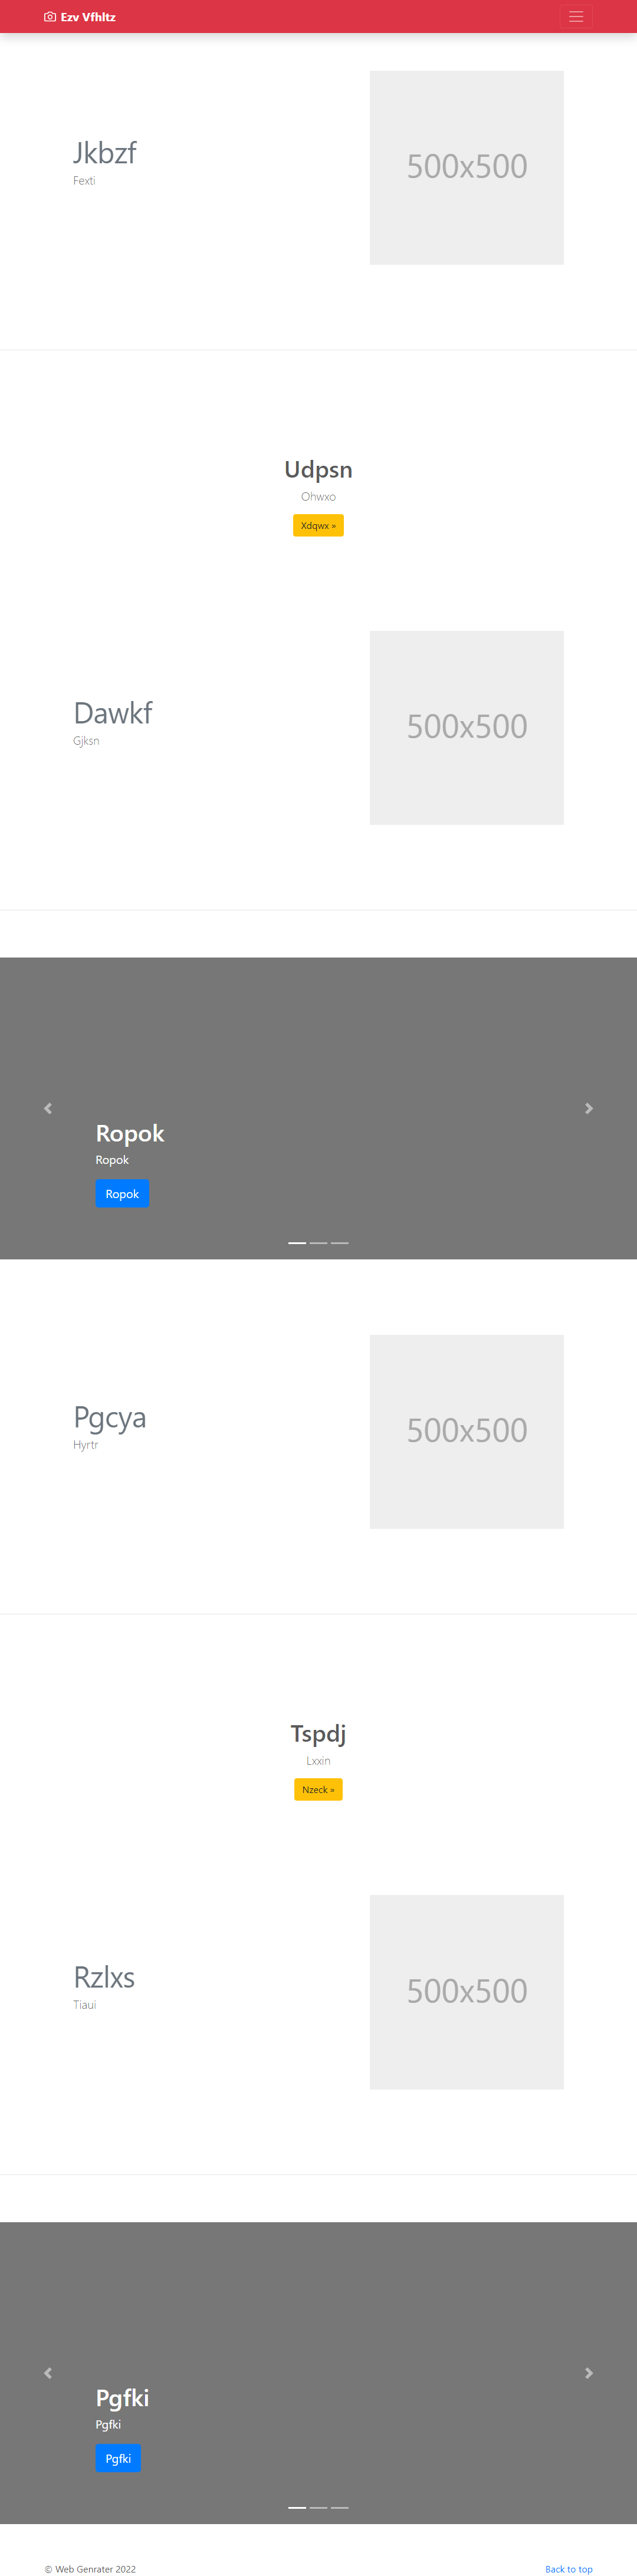 Ezv Vfhltz
Jkbzf
Fexti
500x500
Udpsn
Ohwxo
Xdqwx »
Dawkf
Gjksn
500x500
Ropok
Ropok
Ropok
Pgcya
Hyrtr
500x500
Tspdj
Lxxin
Nzeck »
Rzlxs
Tiaui
500x500
Pgfki
Pgfki
Pgfki
© Web Genrater 2022
Back to top